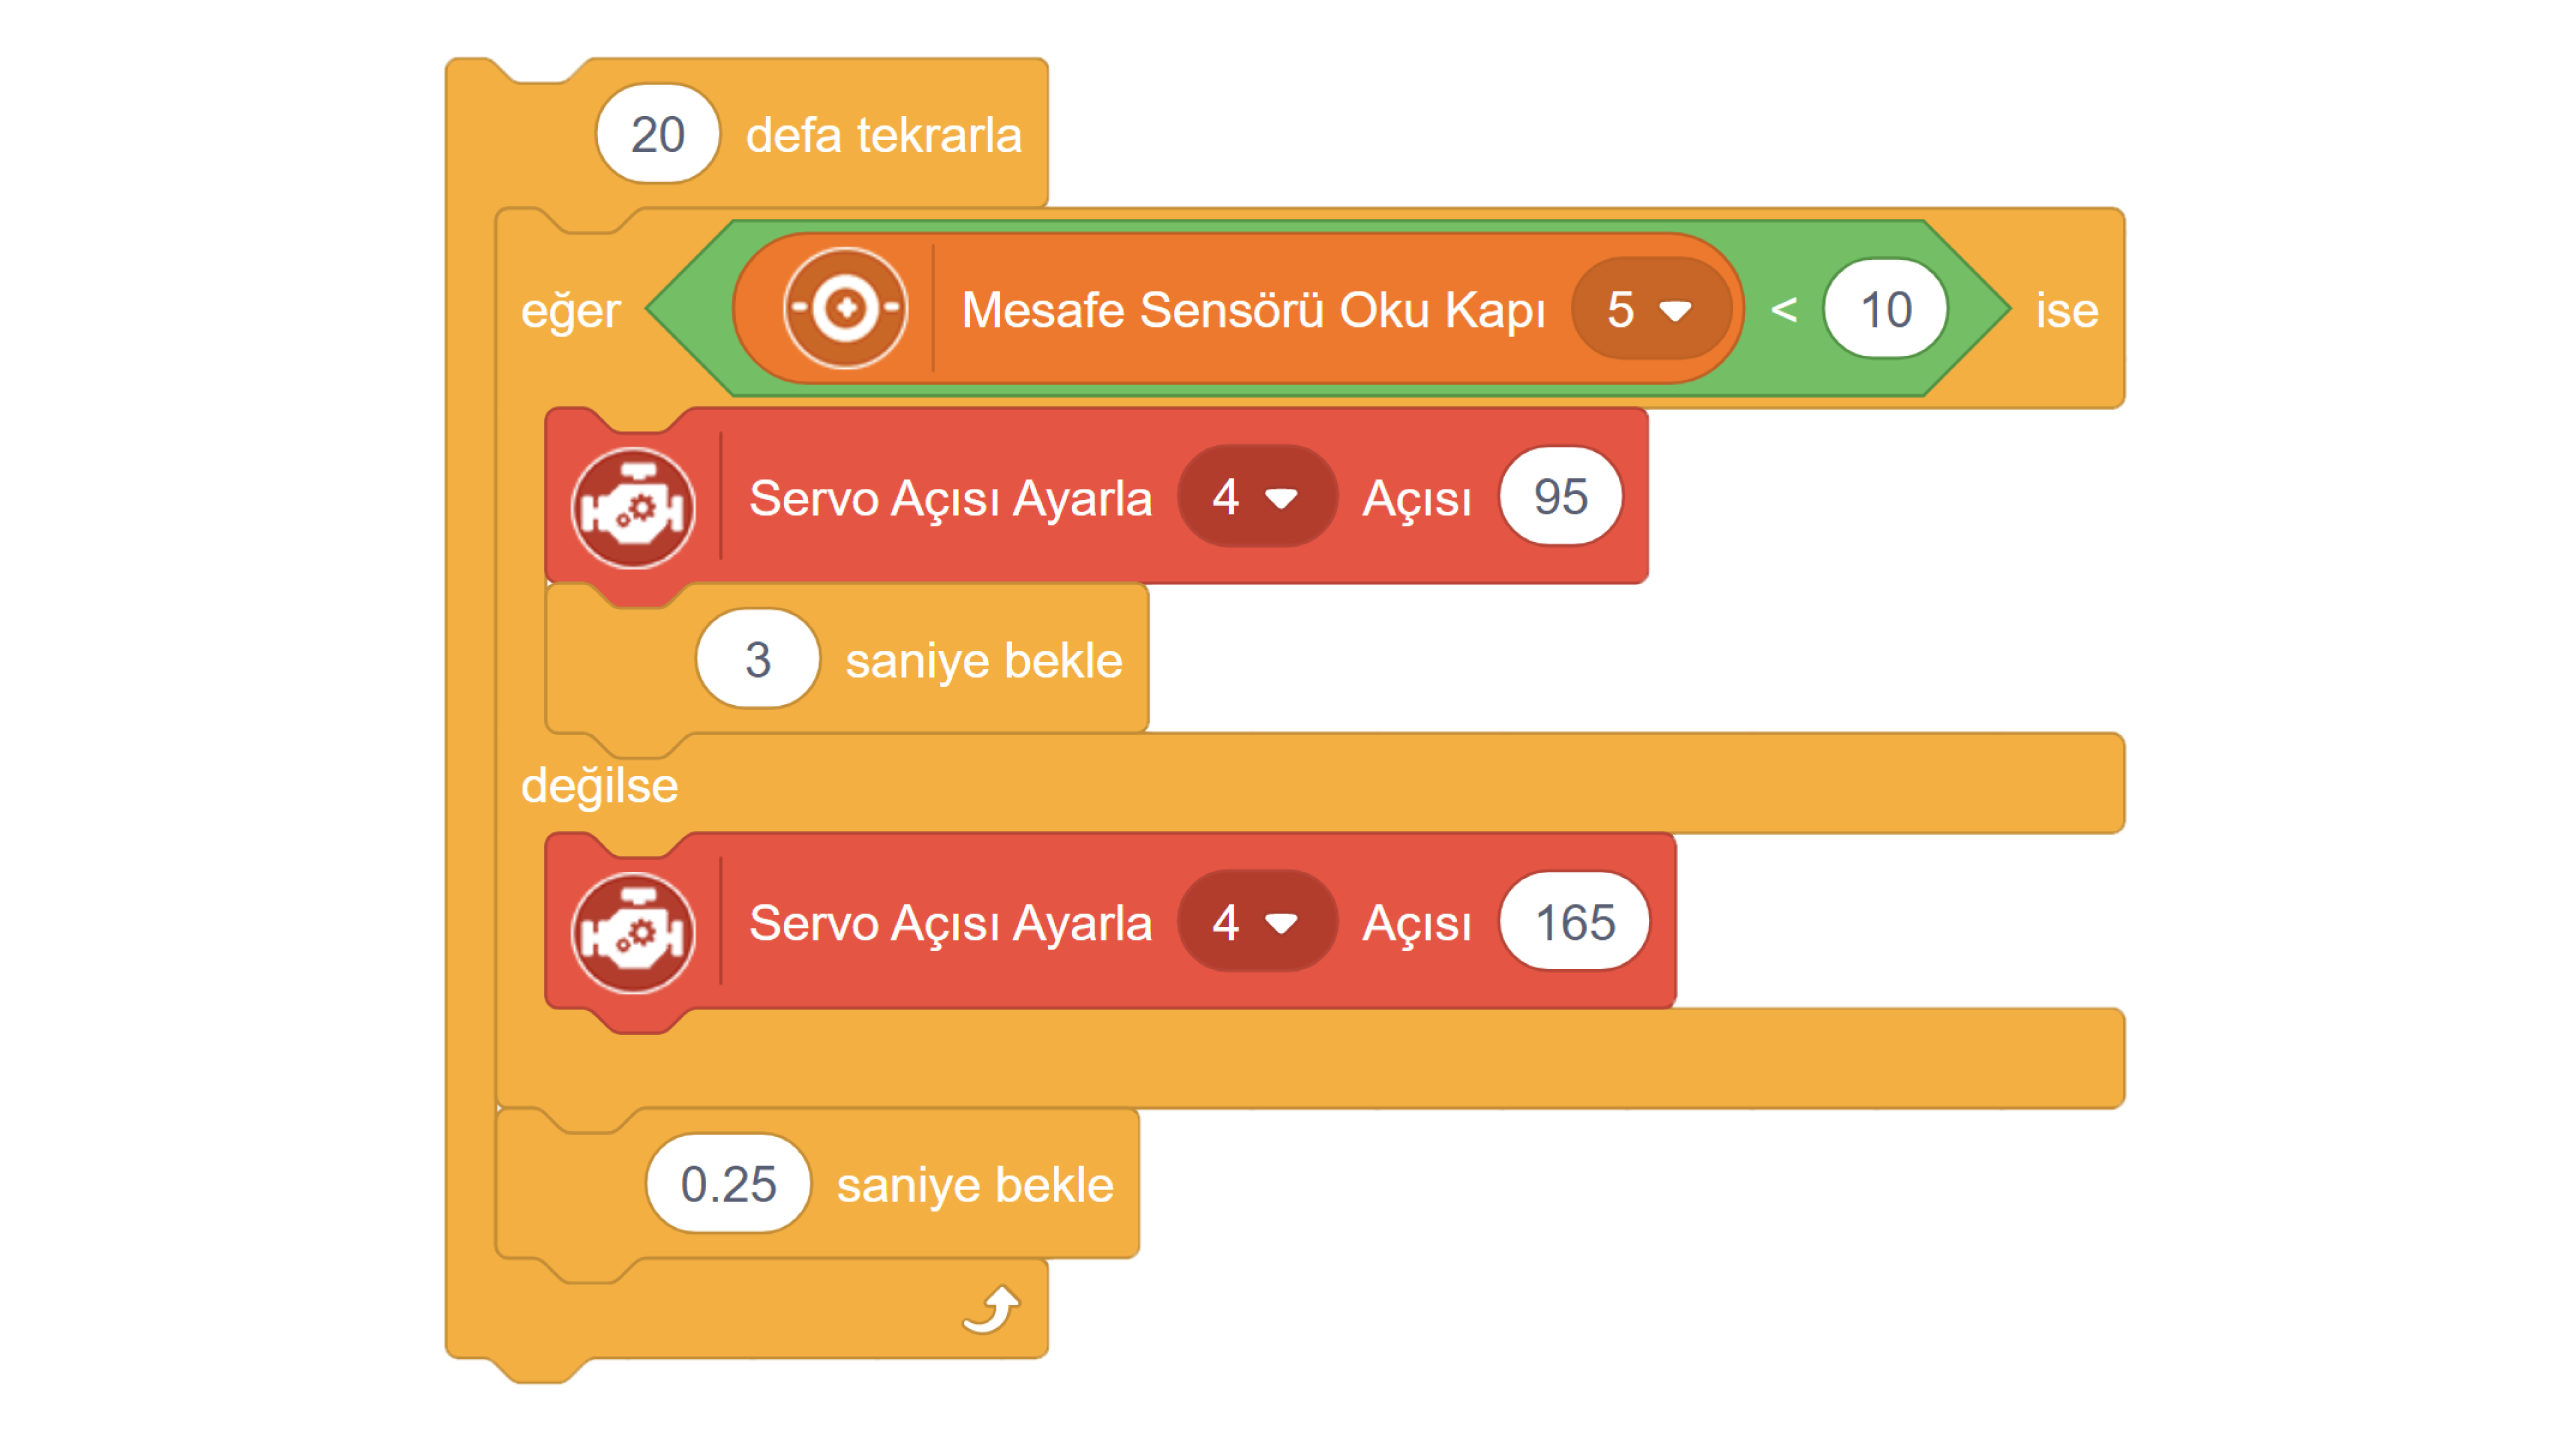 20 defa tekrarla
eğer Mesafe Sensörü Oku Kapı 5 < 10 ise
Servo Açısı Ayarla 4 Açısı 95
3 saniye bekle
değilse
Servo Açısı Ayarla 4 Açısı 165
0.25 saniye bekle